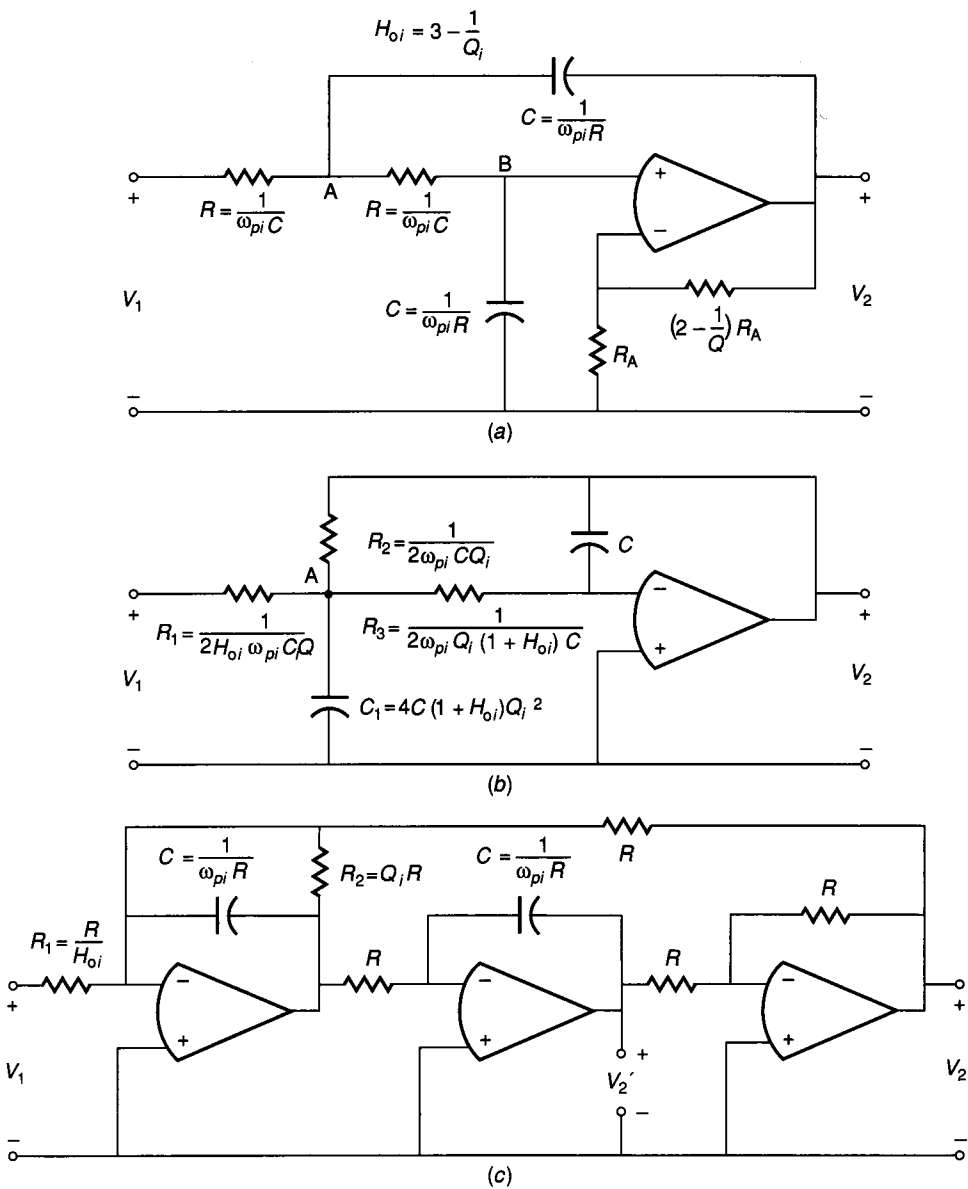 H_oi = 3 − 1/Q_i
C = 1/(ω_pi R)
+ A B + +
R = 1/(ω_pi C) R = 1/(ω_pi C)
−
V_1 C = 1/(ω_pi R) V_2
(2 − 1/Q) R_A
R_A
− −
(a)
R_2 = 1/(2ω_pi CQ_i) C
A
+ − +
R_1 = 1/(2H_oi ω_pi C_iQ) R_3 = 1/(2ω_pi Q_i (1 + H_oi) C)
+
V_1 V_2
C_1 = 4C (1 + H_oi)Q_i ²
− −
(b)
R
C = 1/(ω_pi R) R_2 = Q_i R C = 1/(ω_pi R) R
R_1 = R/H_oi R R
+ − − − +
+ + +
+
V_1 V_2′ V_2
−
− −
(c)